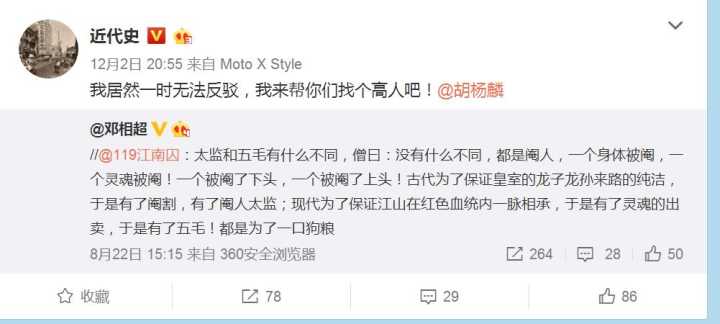 近代史
12月2日 20:55 来自 Moto X Style
我居然一时无法反驳，我来帮你们找个高人吧！@胡杨麟
@邓相超
//@119江南囚：太监和五毛有什么不同，僧曰：没有什么不同，都是阉人，一个身体被阉，一
个灵魂被阉！一个被阉了下头，一个被阉了上头！古代为了保证皇室的龙子龙孙来路的纯洁，
于是有了阉割，有了阉人太监；现代为了保证江山在红色血统内一脉相承，于是有了灵魂的出
卖，于是有了五毛！都是为了一口狗粮
8月22日 15:15 来自 360安全浏览器 264 28 50
收藏 78 29 86